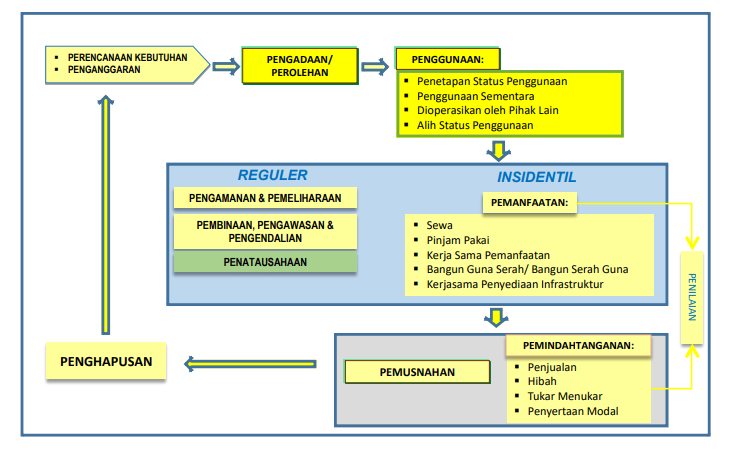 ▪ PERENCANAAN KEBUTUHAN
▪ PENGANGGARAN
PENGADAAN/
PEROLEHAN
PENGGUNAAN:
▪ Penetapan Status Penggunaan
▪ Penggunaan Sementara
▪ Dioperasikan oleh Pihak Lain
▪ Alih Status Penggunaan
REGULER
PENGAMANAN & PEMELIHARAAN
PEMBINAAN, PENGAWASAN &
PENGENDALIAN
PENATAUSAHAAN
INSIDENTIL
PEMANFAATAN:
▪ Sewa
▪ Pinjam Pakai
▪ Kerja Sama Pemanfaatan
▪ Bangun Guna Serah/ Bangun Serah Guna
▪ Kerjasama Penyediaan Infrastruktur
PENILAIAN
PEMINDAHTANGANAN:
▪ Penjualan
▪ Hibah
▪ Tukar Menukar
▪ Penyertaan Modal
PEMUSNAHAN
PENGHAPUSAN